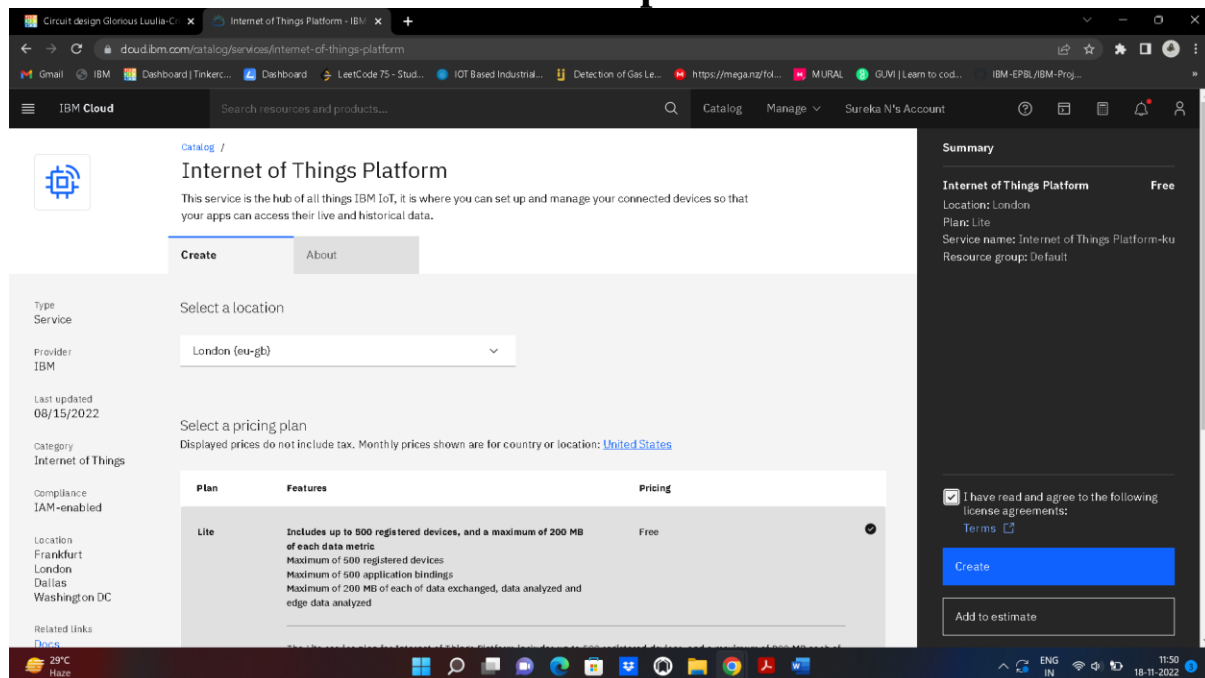 Circuit design Glorious Luulia-Cr
Internet of Things Platform - IBM
cloud.ibm.com/catalog/services/internet-of-things-platform
Gmail IBM Dashboard | Tinkerc... Dashboard LeetCode 75 - Stud... IOT Based Industrial... Detection of Gas Le... https://mega.nz/fol... MURAL GUVI | Learn to cod... IBM-EPBL/IBM-Proj... »
IBM Cloud Search resources and products... Catalog Manage Sureka N's Account
Catalog /
Internet of Things Platform
This service is the hub of all things IBM IoT, it is where you can set up and manage your connected devices so that
your apps can access their live and historical data.
Create About
Type
Service
Provider
IBM
Last updated
08/15/2022
Category
Internet of Things
Compliance
IAM-enabled
Location
Frankfurt
London
Dallas
Washington DC
Related links
Docs
Select a location
London (eu-gb)
Select a pricing plan
Displayed prices do not include tax. Monthly prices shown are for country or location: United States
Plan Features Pricing
Lite Includes up to 500 registered devices, and a maximum of 200 MB Free
of each data metric
Maximum of 500 registered devices
Maximum of 500 application bindings
Maximum of 200 MB of each of data exchanged, data analyzed and
edge data analyzed
Summary
Internet of Things Platform Free
Location: London
Plan: Lite
Service name: Internet of Things Platform-ku
Resource group: Default
I have read and agree to the following
license agreements:
Terms
Create
Add to estimate
29°C
Haze
ENG
IN
11:50
18-11-2022
3